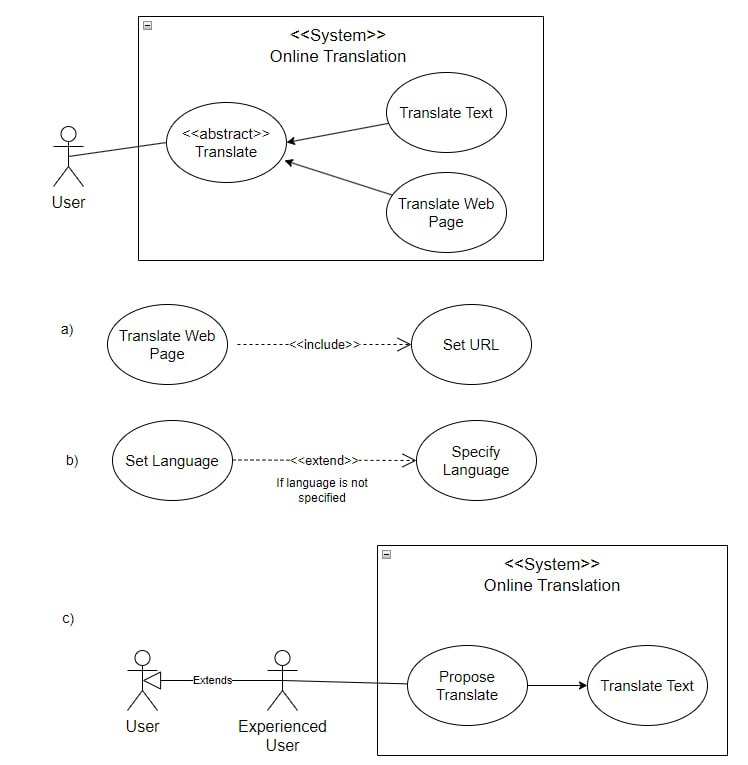 <<System>>
Online Translation
Translate Text
<<abstract>>
Translate
User
Translate Web
Page
a)
Translate Web
Page
<<include>>
Set URL
b)
Set Language
<<extend>>
If language is not
specified
Specify
Language
<<System>>
Online Translation
c)
Extends
Propose
Translate
Translate Text
User
Experienced
User